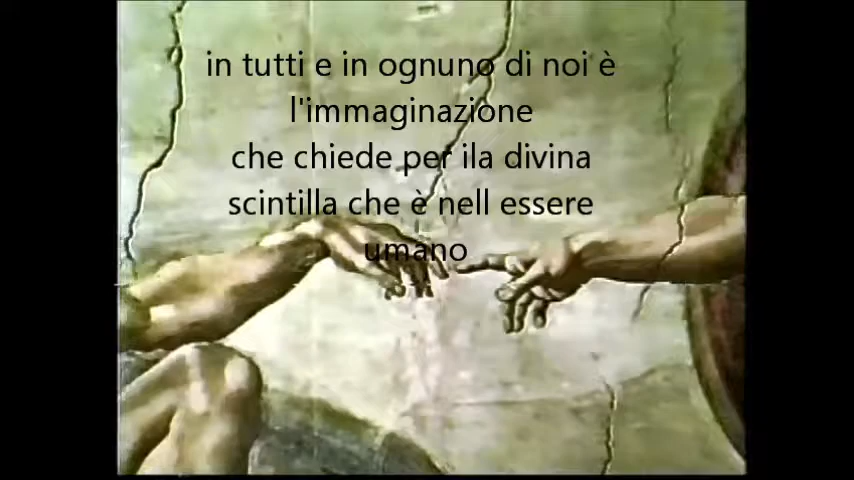 in tutti e in ognuno di noi è
l'immaginazione
che chiede per ila divina
scintilla che è nell essere
umano